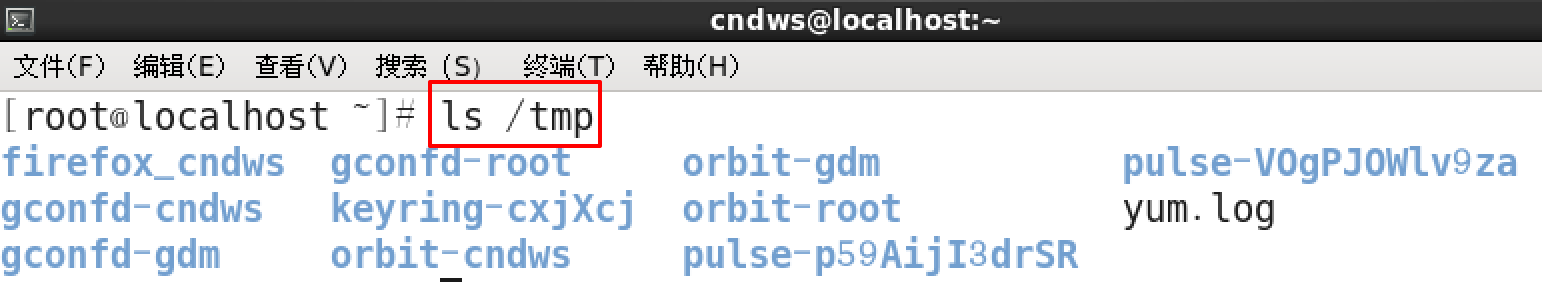 cndws@localhost:~
文件(F) 编辑(E) 查看(V) 搜索 (S) 终端(T) 帮助(H)
[root@localhost ~]# ls /tmp
firefox_cndws gconfd-root orbit-gdm pulse-VOgPJOWlv9za
gconfd-cndws keyring-cxjXcj orbit-root yum.log
gconfd-gdm orbit-cndws pulse-p59AijI3drSR